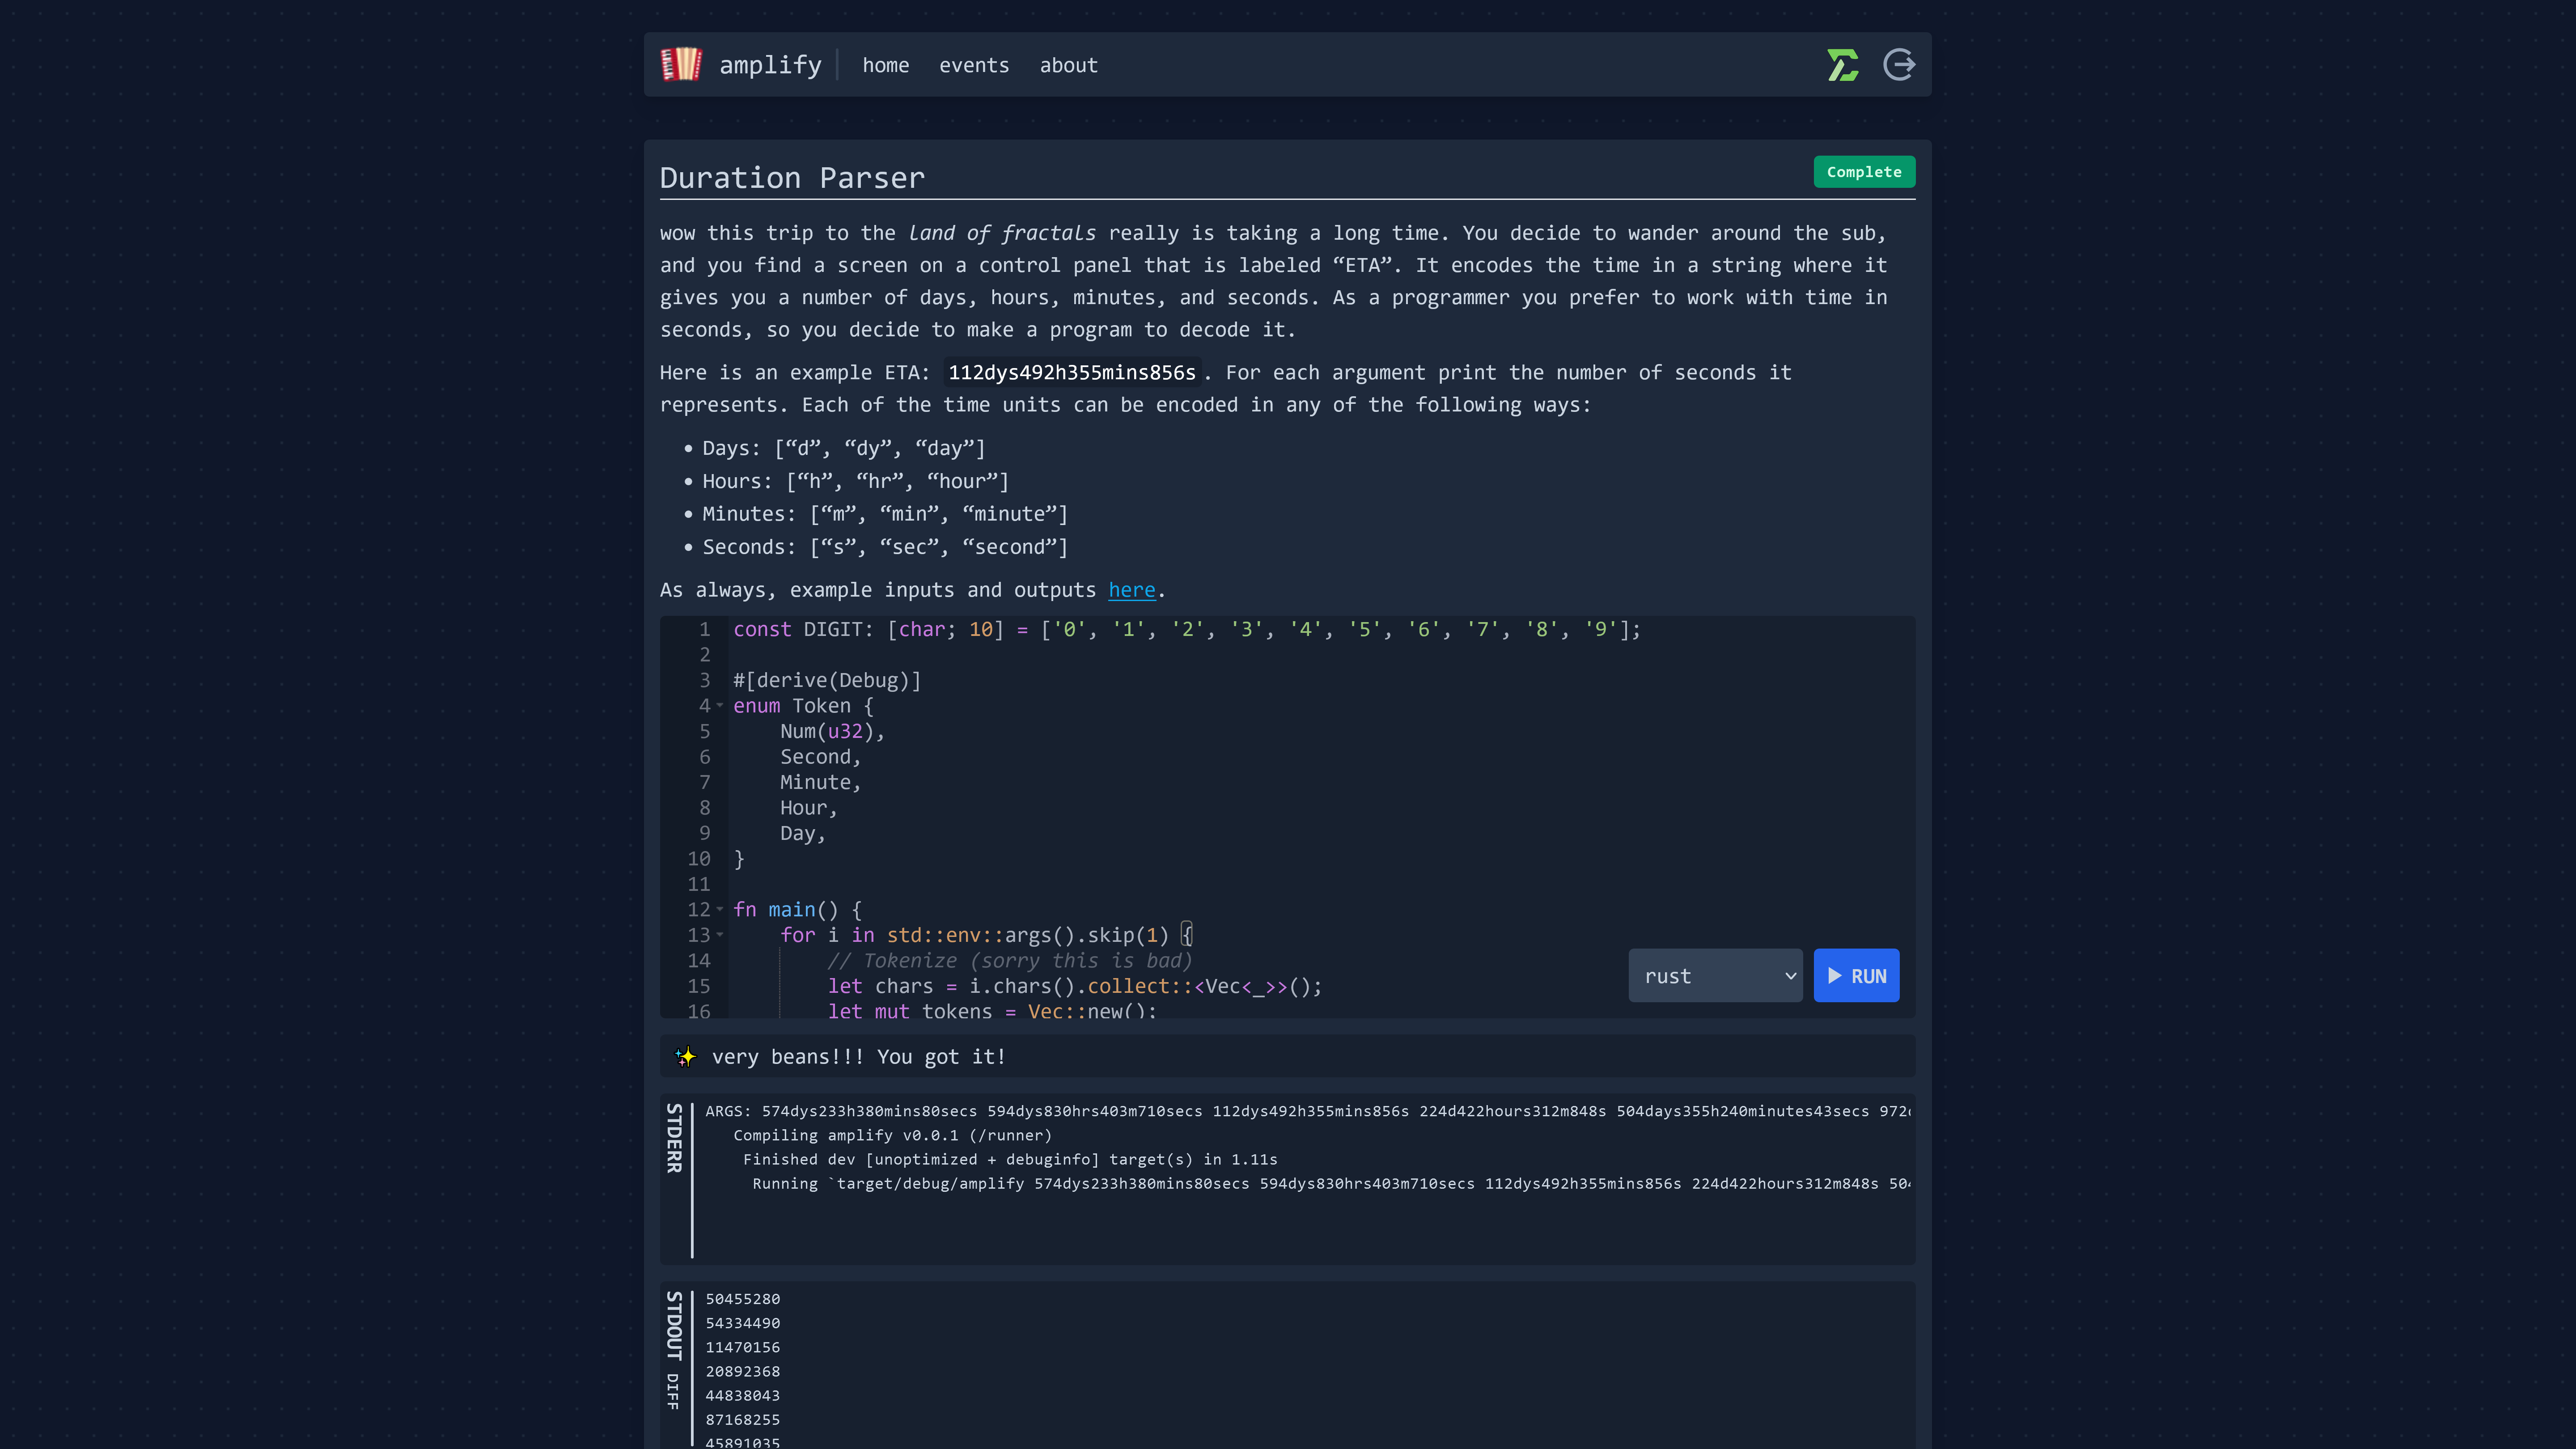 amplify home events about
Duration Parser
Complete
wow this trip to the land of fractals really is taking a long time. You decide to wander around the sub,
and you find a screen on a control panel that is labeled “ETA”. It encodes the time in a string where it
gives you a number of days, hours, minutes, and seconds. As a programmer you prefer to work with time in
seconds, so you decide to make a program to decode it.
Here is an example ETA: 112dys492h355mins856s. For each argument print the number of seconds it
represents. Each of the time units can be encoded in any of the following ways:
• Days: [“d”, “dy”, “day”]
• Hours: [“h”, “hr”, “hour”]
• Minutes: [“m”, “min”, “minute”]
• Seconds: [“s”, “sec”, “second”]
As always, example inputs and outputs here.
1 const DIGIT: [char; 10] = ['0', '1', '2', '3', '4', '5', '6', '7', '8', '9'];
2
3 #[derive(Debug)]
4 enum Token {
5 Num(u32),
6 Second,
7 Minute,
8 Hour,
9 Day,
10 }
11
12 fn main() {
13 for i in std::env::args().skip(1) {
14 // Tokenize (sorry this is bad)
15 let chars = i.chars().collect::<Vec<_>>();
16 let mut tokens = Vec::new();
rust
RUN
✨ very beans!!! You got it!
STDERR
ARGS: 574dys233h380mins80secs 594dys830hrs403m710secs 112dys492h355mins856s 224d422hours312m848s 504days355h240minutes43secs 972
Compiling amplify v0.0.1 (/runner)
Finished dev [unoptimized + debuginfo] target(s) in 1.11s
Running `target/debug/amplify 574dys233h380mins80secs 594dys830hrs403m710secs 112dys492h355mins856s 224d422hours312m848s 50
STDOUT DIFF
50455280
54334490
11470156
20892368
44838043
87168255
45891035